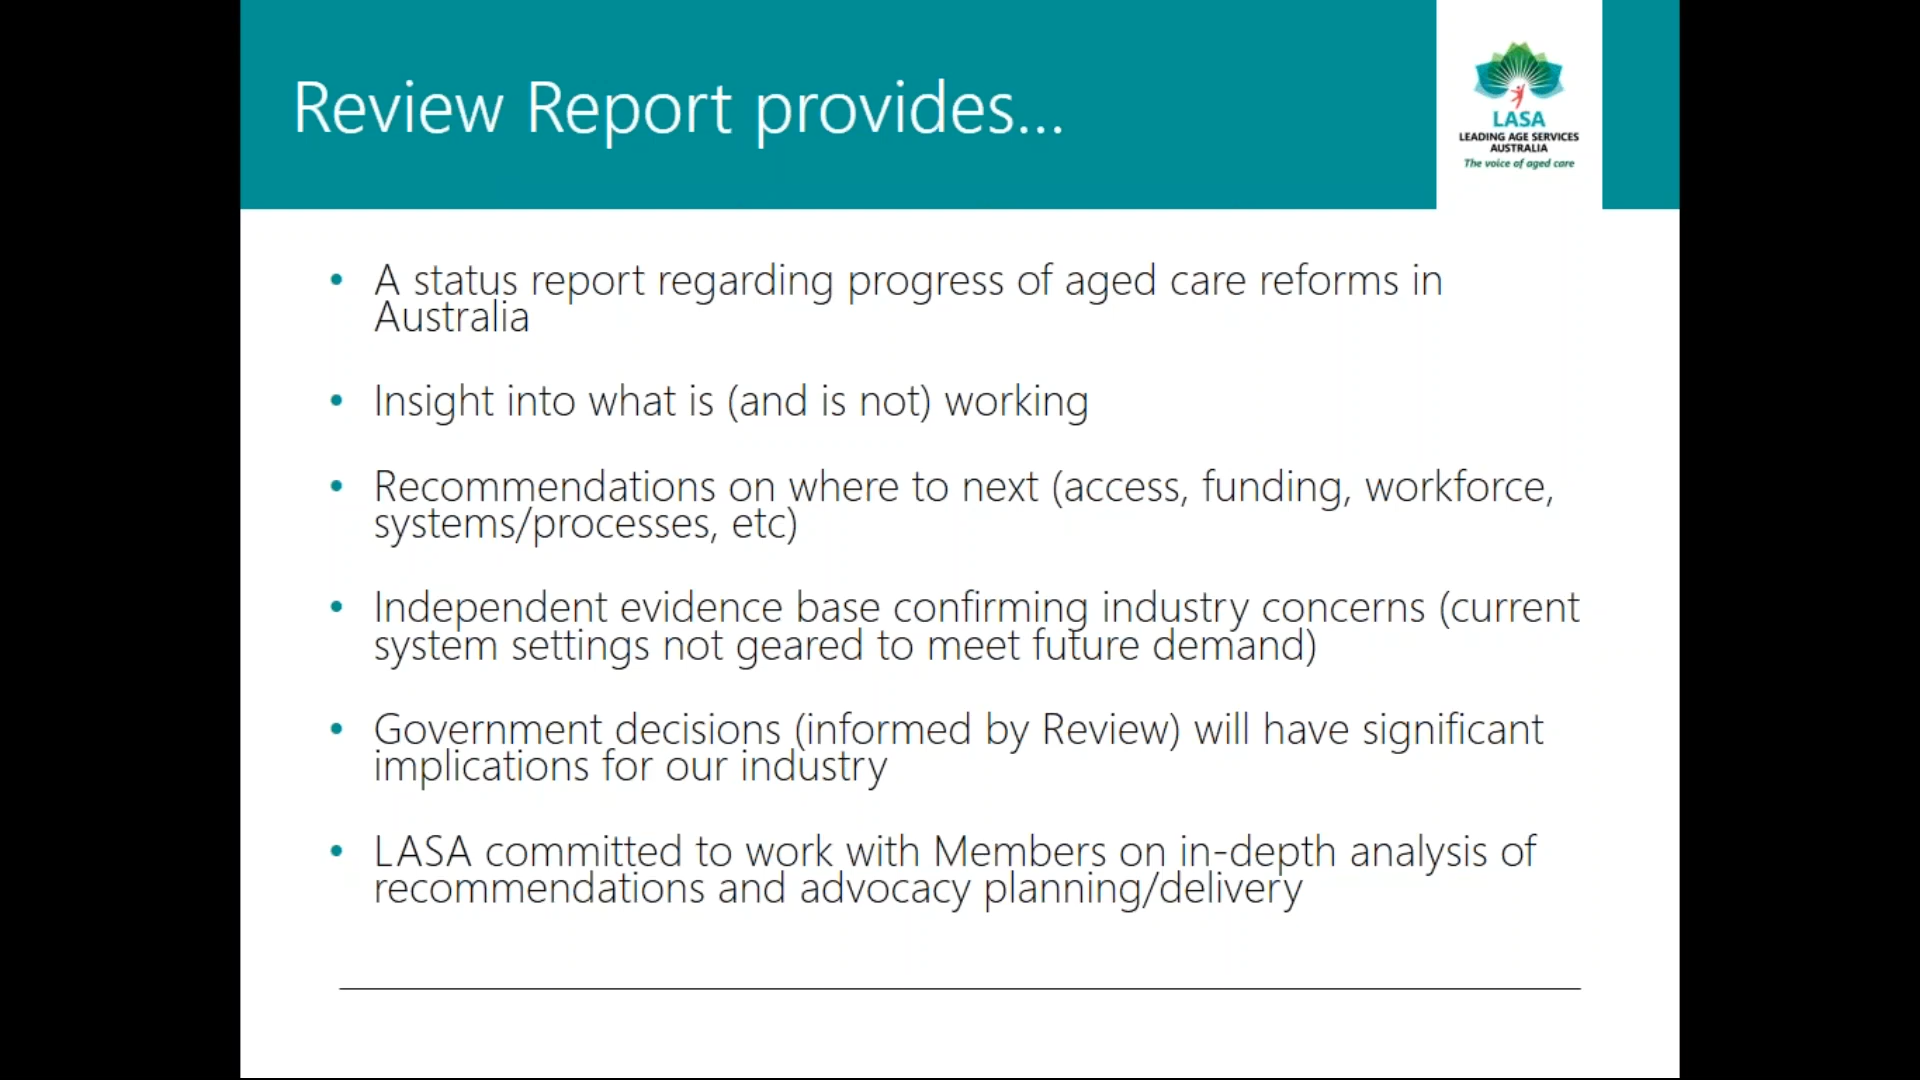 Review Report provides...
LASA
LEADING AGE SERVICES
AUSTRALIA
The voice of aged care
• A status report regarding progress of aged care reforms in
Australia
• Insight into what is (and is not) working
• Recommendations on where to next (access, funding, workforce,
systems/processes, etc)
• Independent evidence base confirming industry concerns (current
system settings not geared to meet future demand)
• Government decisions (informed by Review) will have significant
implications for our industry
• LASA committed to work with Members on in-depth analysis of
recommendations and advocacy planning/delivery